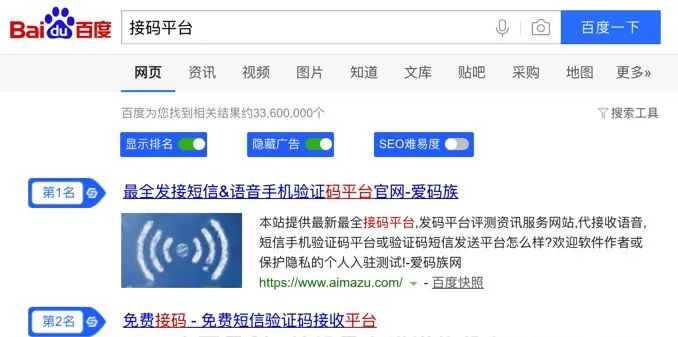 Bai du 百度
接码平台
百度一下
网页 资讯 视频 图片 知道 文库 贴吧 采购 地图 更多»
百度为您找到相关结果约33,600,000个
搜索工具
显示排名 隐藏广告 SEO难易度
第1名
最全发接短信&语音手机验证码平台官网-爱码族
本站提供最新最全接码平台,发码平台评测资讯服务网站,代接收语音,
短信手机验证码平台或验证码短信发送平台怎么样?欢迎软件作者或
保护隐私的个人入驻测试!-爱码族网
https://www.aimazu.com/ - 百度快照
第2名
免费接码 - 免费短信验证码接收平台